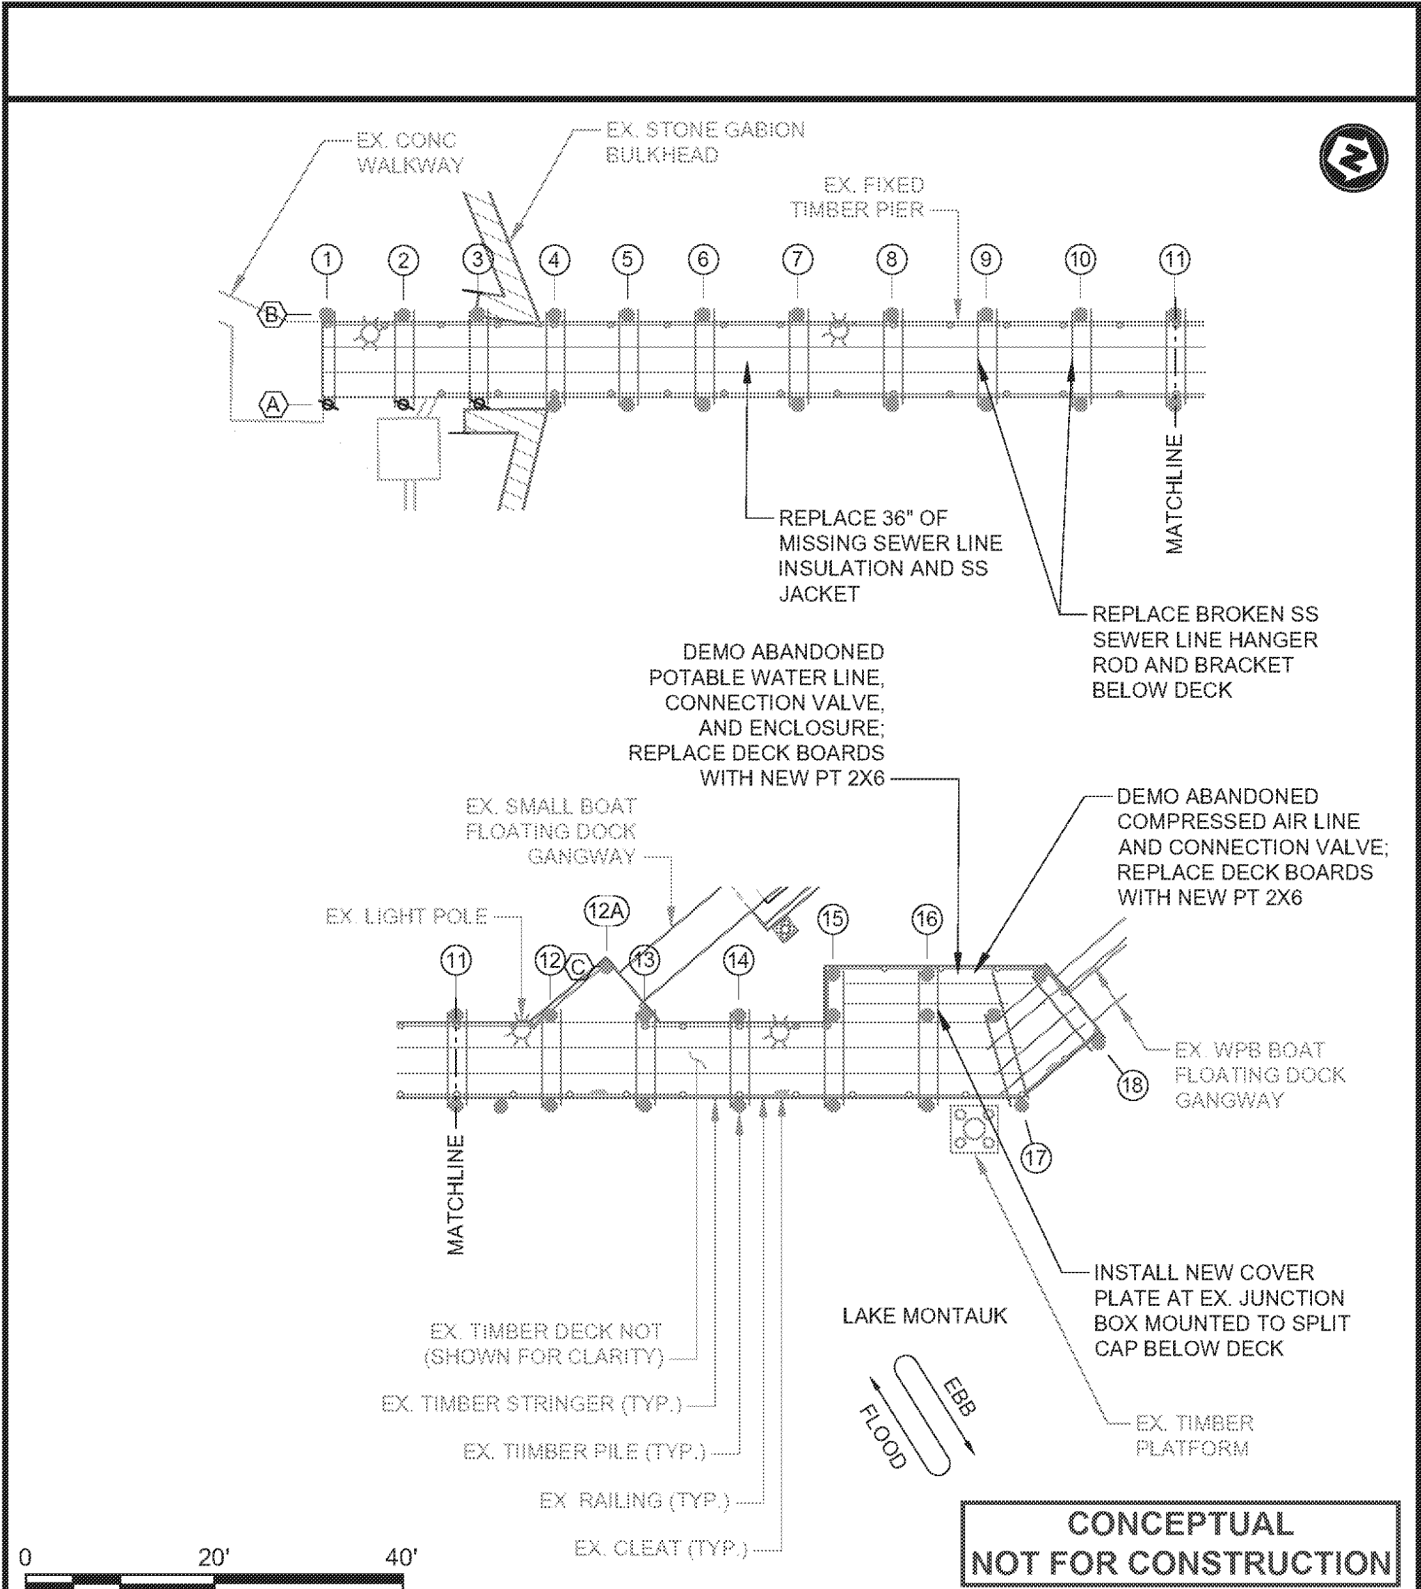 EX. CONC
WALKWAY
EX. STONE GABION
BULKHEAD
N
EX. FIXED
TIMBER PIER
1
2
3
4
5
6
7
8
9
10
11
B
A
MATCHLINE
REPLACE 36" OF
MISSING SEWER LINE
INSULATION AND SS
JACKET
REPLACE BROKEN SS
SEWER LINE HANGER
ROD AND BRACKET
BELOW DECK
DEMO ABANDONED
POTABLE WATER LINE,
CONNECTION VALVE,
AND ENCLOSURE;
REPLACE DECK BOARDS
WITH NEW PT 2X6
DEMO ABANDONED
COMPRESSED AIR LINE
AND CONNECTION VALVE;
REPLACE DECK BOARDS
WITH NEW PT 2X6
EX. SMALL BOAT
FLOATING DOCK
GANGWAY
EX. LIGHT POLE
12A
15
16
11
12
C
13
14
EX. WPB BOAT
FLOATING DOCK
GANGWAY
18
17
MATCHLINE
INSTALL NEW COVER
PLATE AT EX. JUNCTION
BOX MOUNTED TO SPLIT
CAP BELOW DECK
LAKE MONTAUK
EX. TIMBER DECK NOT
(SHOWN FOR CLARITY)
EX. TIMBER STRINGER (TYP.)
EX. TIIMBER PILE (TYP.)
EX RAILING (TYP.)
EX. CLEAT (TYP.)
EBB
FLOOD
EX. TIMBER
PLATFORM
CONCEPTUAL
NOT FOR CONSTRUCTION
0 20' 40'